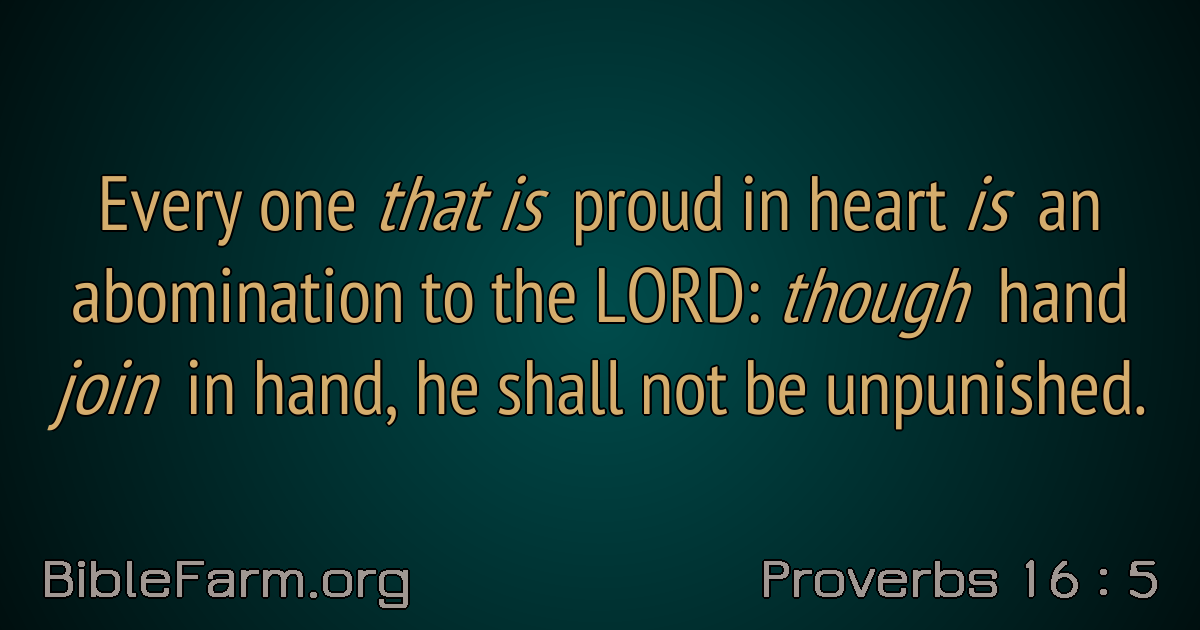 Every one that is proud in heart is an
abomination to the LORD: though hand
join in hand, he shall not be unpunished.
BibleFarm.org
Proverbs 16 : 5